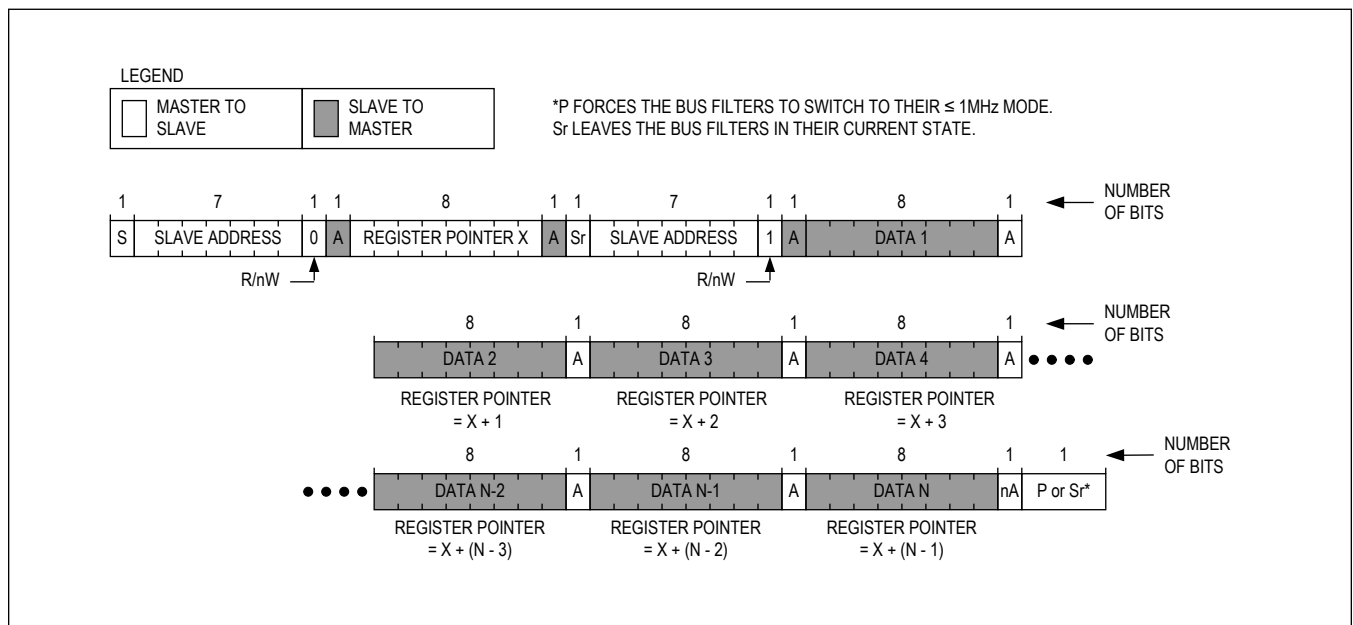 LEGEND
MASTER TO
SLAVE
SLAVE TO
MASTER
*P FORCES THE BUS FILTERS TO SWITCH TO THEIR ≤ 1MHz MODE.
Sr LEAVES THE BUS FILTERS IN THEIR CURRENT STATE.
1 7 1 1 8 1 1 7 1 1 8 1 NUMBER
OF BITS
S SLAVE ADDRESS 0 A REGISTER POINTER X A Sr SLAVE ADDRESS 1 A DATA 1 A
R/nW R/nW
8 1 8 1 8 1 NUMBER
OF BITS
DATA 2 A DATA 3 A DATA 4 A
REGISTER POINTER REGISTER POINTER REGISTER POINTER
= X + 1 = X + 2 = X + 3
8 1 8 1 8 1 1 NUMBER
OF BITS
DATA N-2 A DATA N-1 A DATA N nA P or Sr*
REGISTER POINTER REGISTER POINTER REGISTER POINTER
= X + (N - 3) = X + (N - 2) = X + (N - 1)